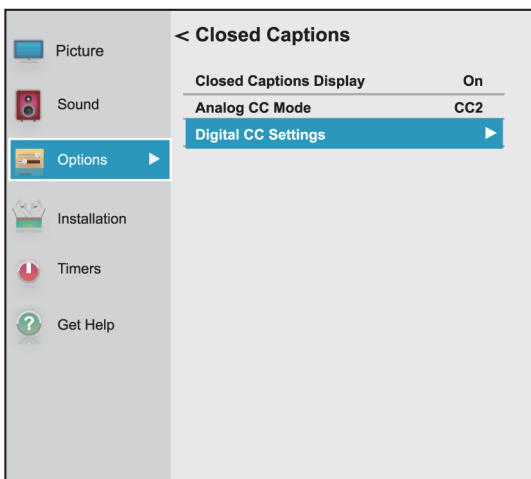 < Closed Captions
Picture
Sound
Options
Installation
Timers
? Get Help
Closed Captions Display On
Analog CC Mode CC2
Digital CC Settings